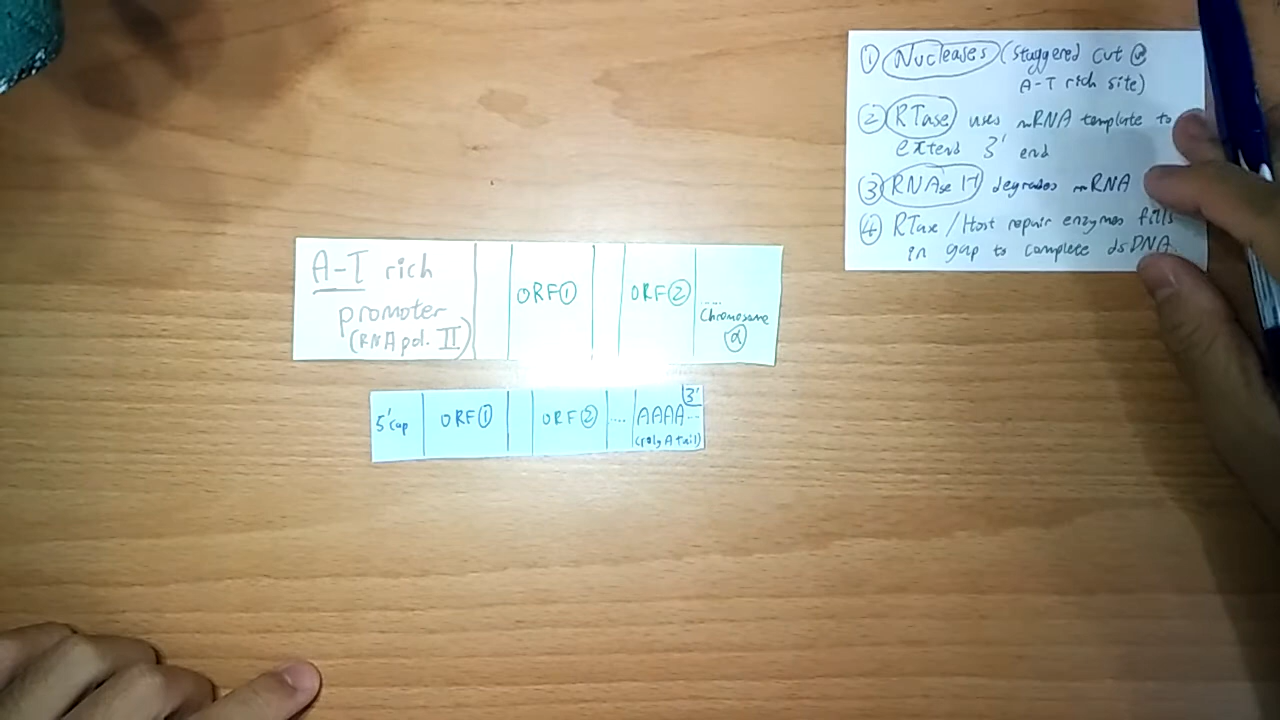 ① Nucleases (staggered cut @
A-T rich site)
② RTase uses mRNA template to
extend 3' end
③ RNAse H degrades mRNA
④ RTase/Host repair enzymes fills
in gap to complete dsDNA.
A-T rich
promoter
(RNA pol. II)
ORF①
ORF②
.....
Chromosome
α
5' cap
ORF①
ORF②
....
AAAA...
3'
(poly A tail)